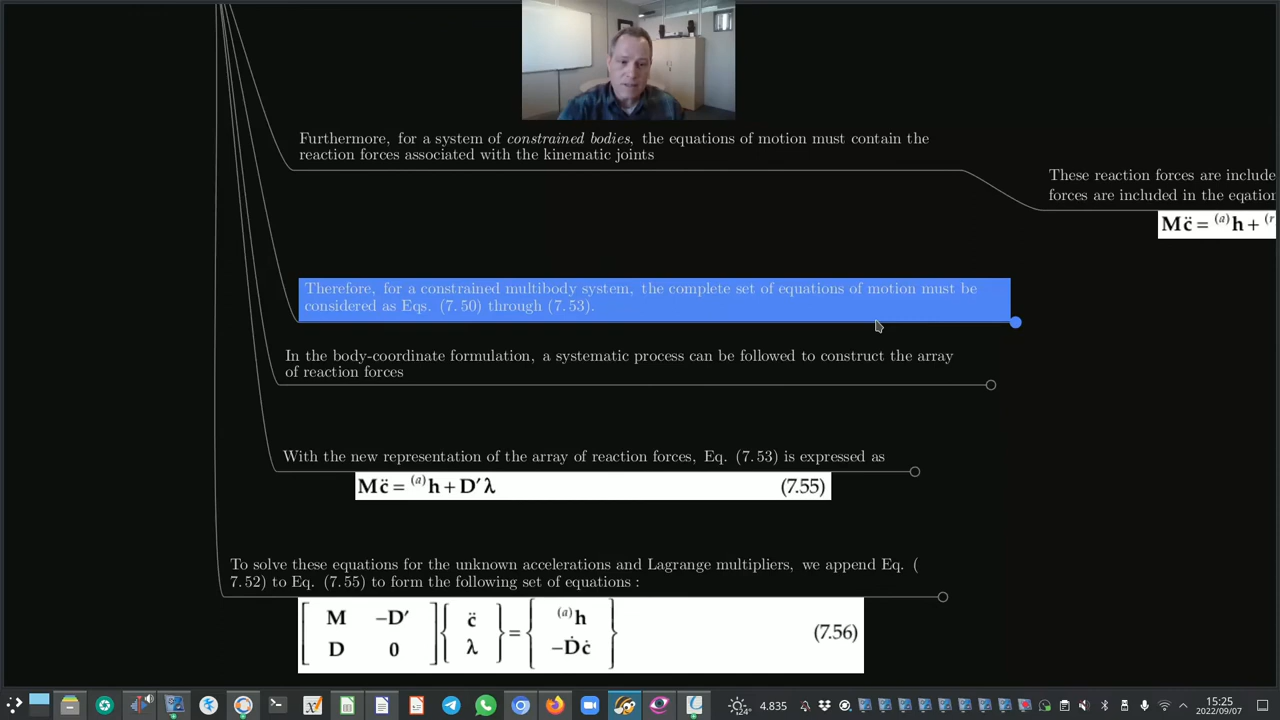 Furthermore, for a system of constrained bodies, the equations of motion must contain the
reaction forces associated with the kinematic joints
These reaction forces are include
forces are included in the eqation
Mc̈ = ⁽ᵃ⁾h + ⁽ʳ
Therefore, for a constrained multibody system, the complete set of equations of motion must be
considered as Eqs. (7.50) through (7.53).
In the body-coordinate formulation, a systematic process can be followed to construct the array
of reaction forces
With the new representation of the array of reaction forces, Eq. (7.53) is expressed as
Mc̈ = ⁽ᵃ⁾h + D′λ (7.55)
To solve these equations for the unknown accelerations and Lagrange multipliers, we append Eq. (
7.52) to Eq. (7.55) to form the following set of equations :
[ M −D′ ] { c̈ } = { ⁽ᵃ⁾h }
[ D 0 ] { λ } { −Ḋċ } (7.56)
+24° 4.835 15:25
2022/09/07